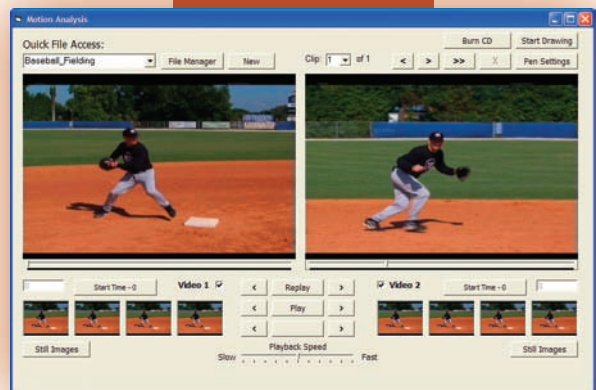 Motion Analysis
Burn CD Start Drawing
Quick File Access:
Baseball_Fielding File Manager New Clip: 1 of 1 < > >> X Pen Settings
Start Time - 0 Video 1 < Replay > Video 2 Start Time - 0
< Play >
< >
Still Images Playback Speed Still Images
Slow Fast